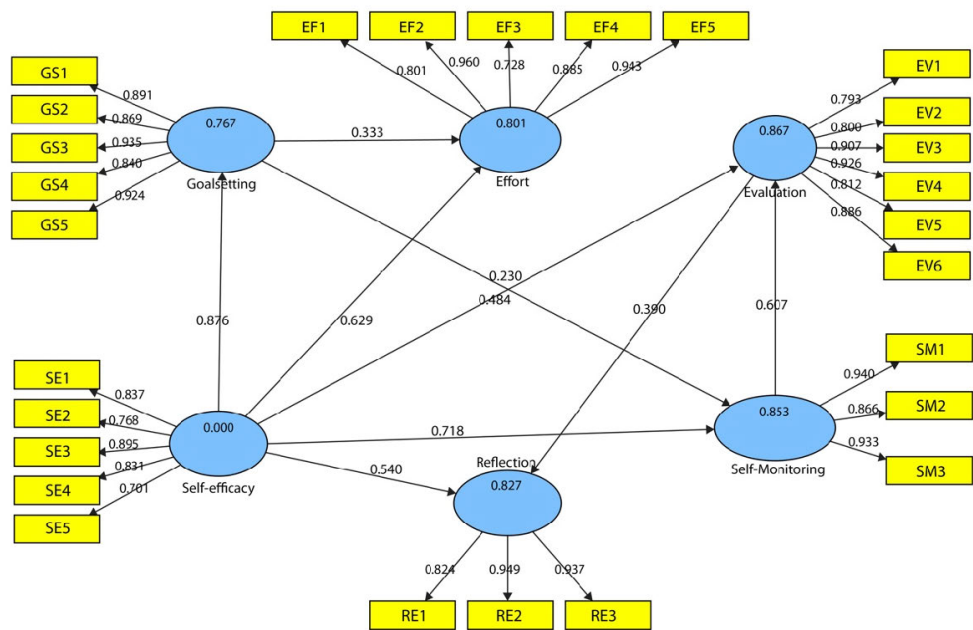 EF1 EF2 EF3 EF4 EF5
0.801 0.960 0.728 0.885 0.943
GS1
GS2
GS3
GS4
GS5
0.891
0.869
0.935
0.840
0.924
0.767
Goalsetting
0.333
0.801
Effort
0.867
Evaluation
EV1
EV2
EV3
EV4
EV5
EV6
0.793
0.800
0.907
0.926
0.812
0.886
0.230
0.484
0.390
0.607
0.876
0.629
SE1
SE2
SE3
SE4
SE5
0.837
0.768
0.895
0.831
0.701
0.000
Self-efficacy
0.718
0.540
Reflection
0.827
0.853
Self-Monitoring
SM1
SM2
SM3
0.940
0.866
0.933
0.824 0.949 0.937
RE1 RE2 RE3